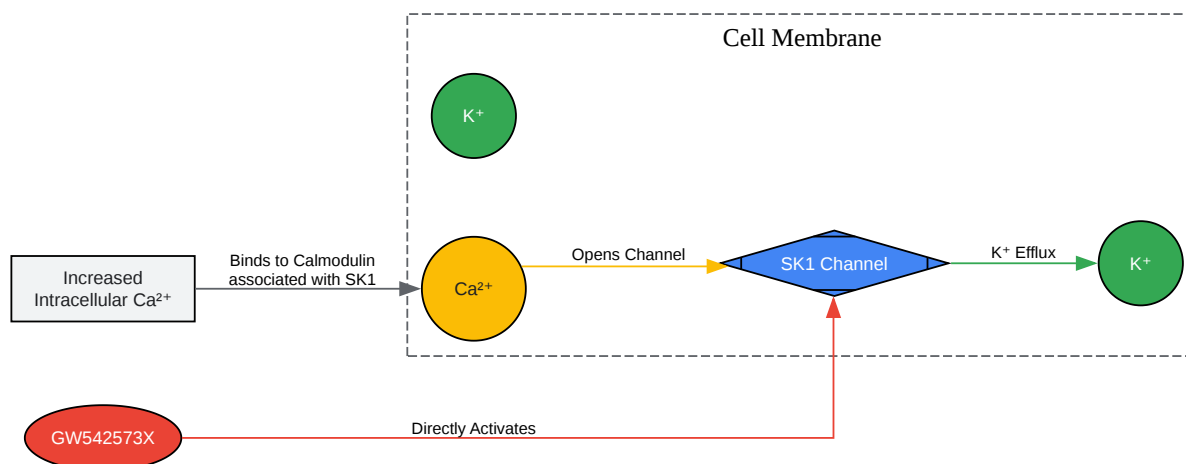 Cell Membrane
K⁺
Binds to Calmodulin
associated with SK1
Increased
Intracellular Ca²⁺
Ca²⁺
Opens Channel
SK1 Channel
K⁺ Efflux
K⁺
GW542573X
Directly Activates